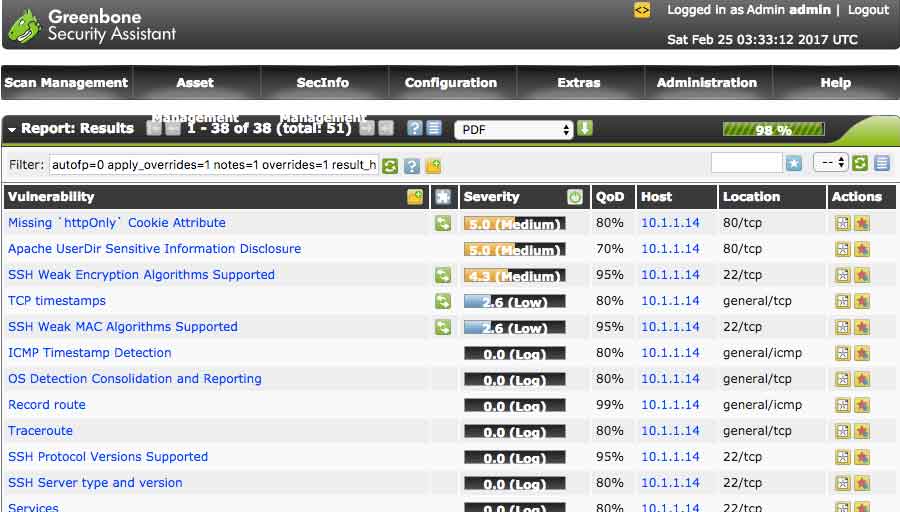 Greenbone
Security Assistant
<> Logged in as Admin admin | Logout
Sat Feb 25 03:33:12 2017 UTC
Scan Management Asset SecInfo Configuration Extras Administration Help
Management Management
Report: Results 1 - 38 of 38 (total: 51) ? PDF 98 %
Filter: autofp=0 apply_overrides=1 notes=1 overrides=1 result_h ? --
Vulnerability Severity QoD Host Location Actions
Missing `httpOnly` Cookie Attribute 5.0 (Medium) 80% 10.1.1.14 80/tcp
Apache UserDir Sensitive Information Disclosure 5.0 (Medium) 70% 10.1.1.14 80/tcp
SSH Weak Encryption Algorithms Supported 4.3 (Medium) 95% 10.1.1.14 22/tcp
TCP timestamps 2.6 (Low) 80% 10.1.1.14 general/tcp
SSH Weak MAC Algorithms Supported 2.6 (Low) 95% 10.1.1.14 22/tcp
ICMP Timestamp Detection 0.0 (Log) 80% 10.1.1.14 general/icmp
OS Detection Consolidation and Reporting 0.0 (Log) 80% 10.1.1.14 general/tcp
Record route 0.0 (Log) 99% 10.1.1.14 general/icmp
Traceroute 0.0 (Log) 80% 10.1.1.14 general/tcp
SSH Protocol Versions Supported 0.0 (Log) 95% 10.1.1.14 22/tcp
SSH Server type and version 0.0 (Log) 80% 10.1.1.14 22/tcp
Services 0.0 (Log) 80% 10.1.1.14 22/tcp